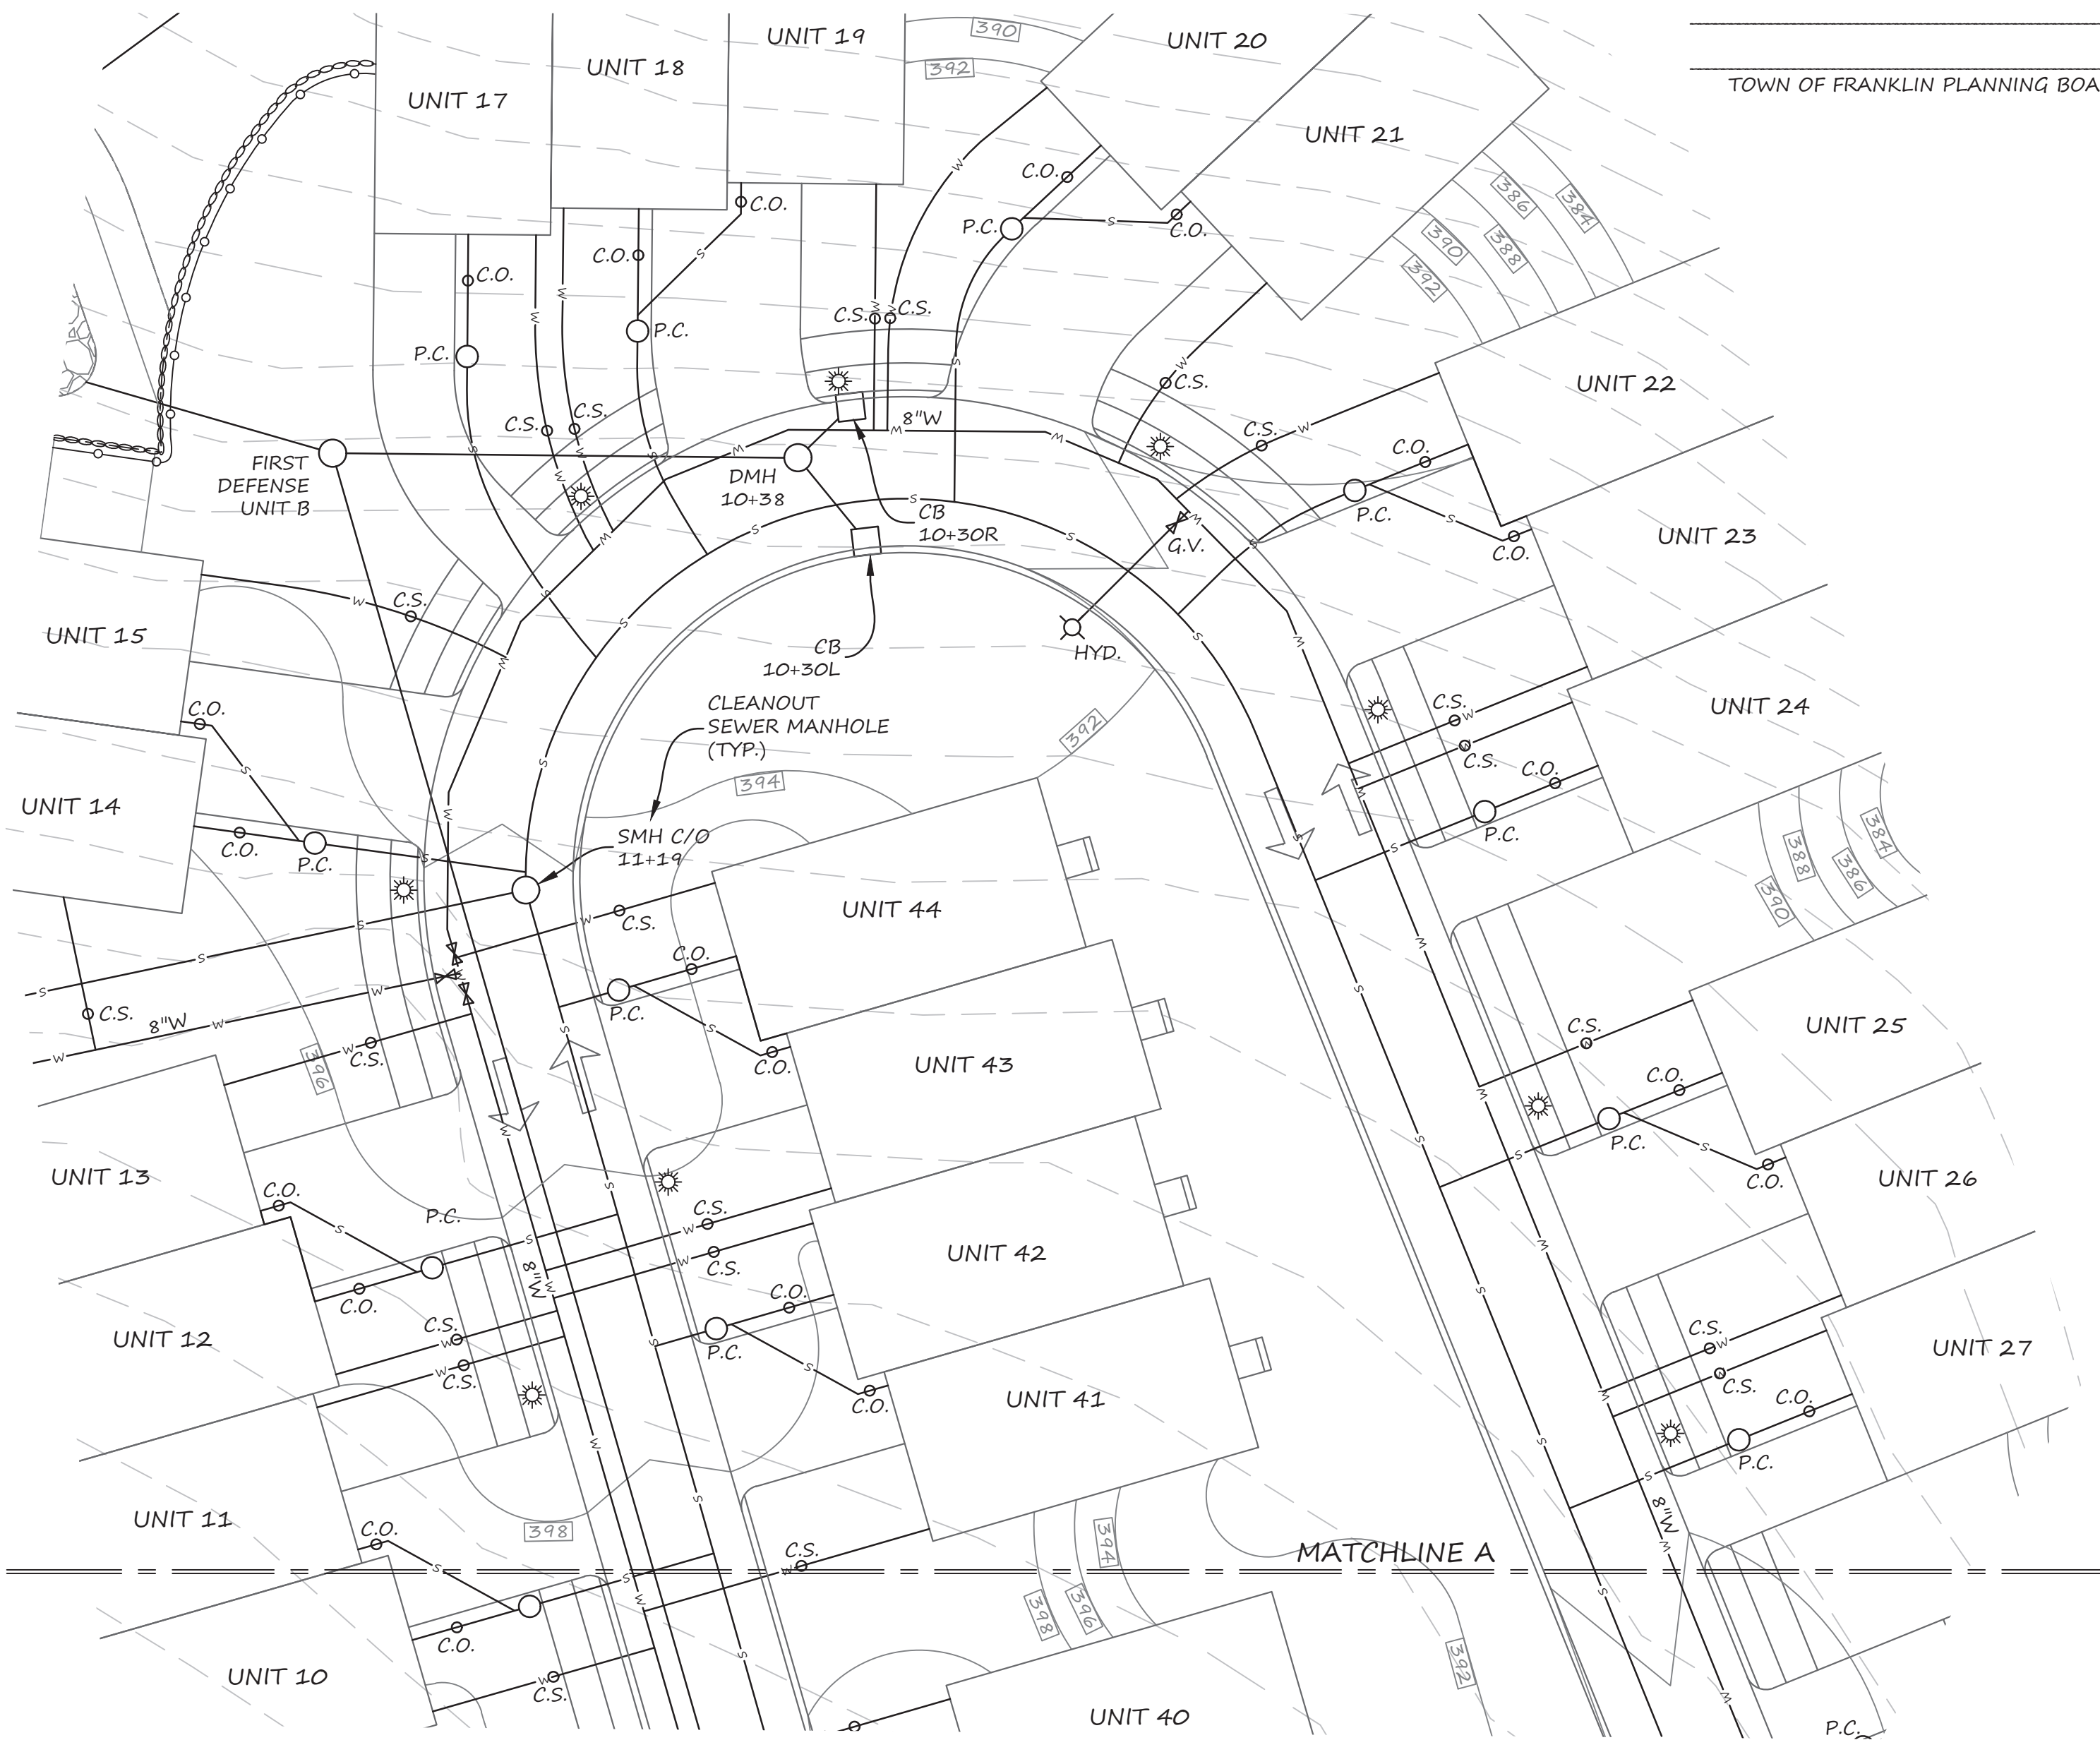 TOWN OF FRANKLIN PLANNING BOA
UNIT 17
UNIT 18
UNIT 19
390
392
UNIT 20
UNIT 21
386
384
390
388
392
C.O.
C.O.
C.O.
C.O.
C.O.
P.C.
P.C.
P.C.
S
S
W
W
W
C.S.
C.S.
C.S.
C.S.
W
W
8"W
W
C.S.
W
UNIT 22
C.S.
W
C.O.
P.C.
S
C.O.
UNIT 23
FIRST
DEFENSE
UNIT B
DMH
10+38
CB
10+30R
CB
10+30L
G.V.
HYD.
UNIT 15
W
C.S.
C.O.
S
CLEANOUT
SEWER MANHOLE
(TYP.)
392
394
SMH C/O
11+19
UNIT 14
C.O.
P.C.
S
C.S.
W
C.S.
W
UNIT 24
C.O.
P.C.
S
388
386
384
390
UNIT 44
W
C.S.
C.O.
P.C.
S
C.O.
UNIT 43
S
S
S
W
C.S.
8"W
W
W
W
C.S.
396
C.S.
UNIT 25
C.O.
P.C.
S
C.O.
UNIT 26
UNIT 13
C.O.
S
P.C.
S
C.O.
8"W
C.S.
W
C.S.
W
UNIT 42
C.O.
P.C.
S
C.O.
UNIT 41
UNIT 12
C.S.
W
C.S.
W
C.S.
W
C.S.
UNIT 27
C.O.
P.C.
S
8"W
UNIT 11
398
C.O.
S
C.O.
S
C.S.
W
394
396
398
MATCHLINE A
392
UNIT 10
W
C.S.
UNIT 40
P.C.